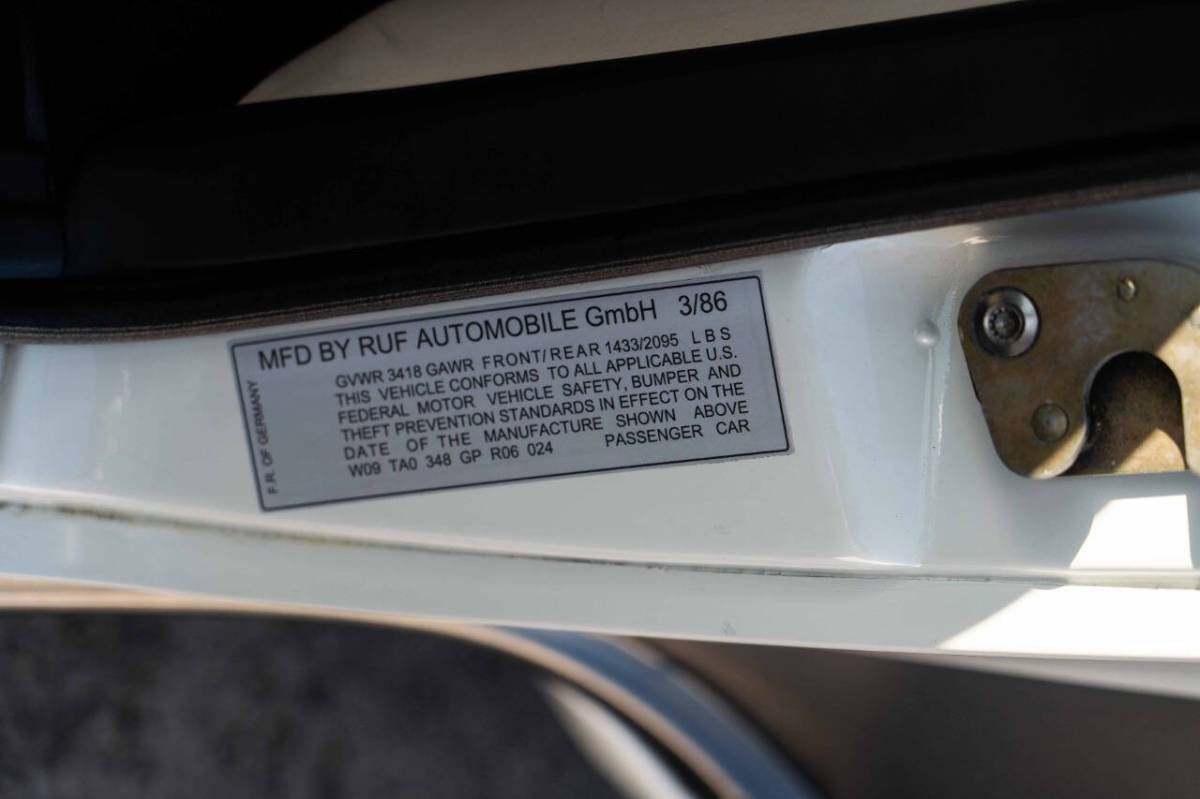 MFD BY RUF AUTOMOBILE GmbH 3/86
GVWR 3418 GAWR FRONT/REAR 1433/2095 LBS
THIS VEHICLE CONFORMS TO ALL APPLICABLE U.S.
FEDERAL MOTOR VEHICLE SAFETY, BUMPER AND
THEFT PREVENTION STANDARDS IN EFFECT ON THE
DATE OF THE MANUFACTURE SHOWN ABOVE
W09 TA0 348 GP R06 024 PASSENGER CAR
F.R. OF GERMANY